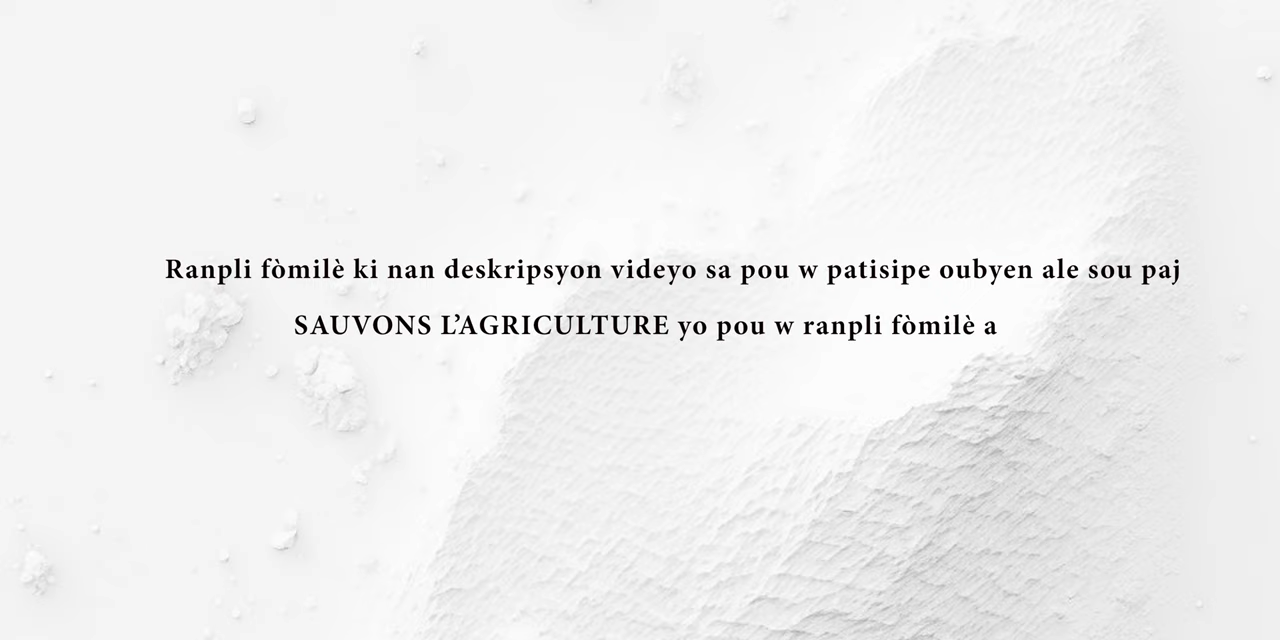 Ranpli fòmilè ki nan deskripsyon videyo sa pou w patisipe oubyen ale sou paj
SAUVONS L’AGRICULTURE yo pou w ranpli fòmilè a